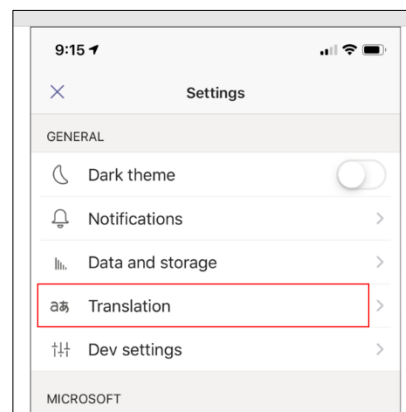 9:15
Settings
GENERAL
Dark theme
Notifications
Data and storage
aあ Translation
Dev settings
MICROSOFT